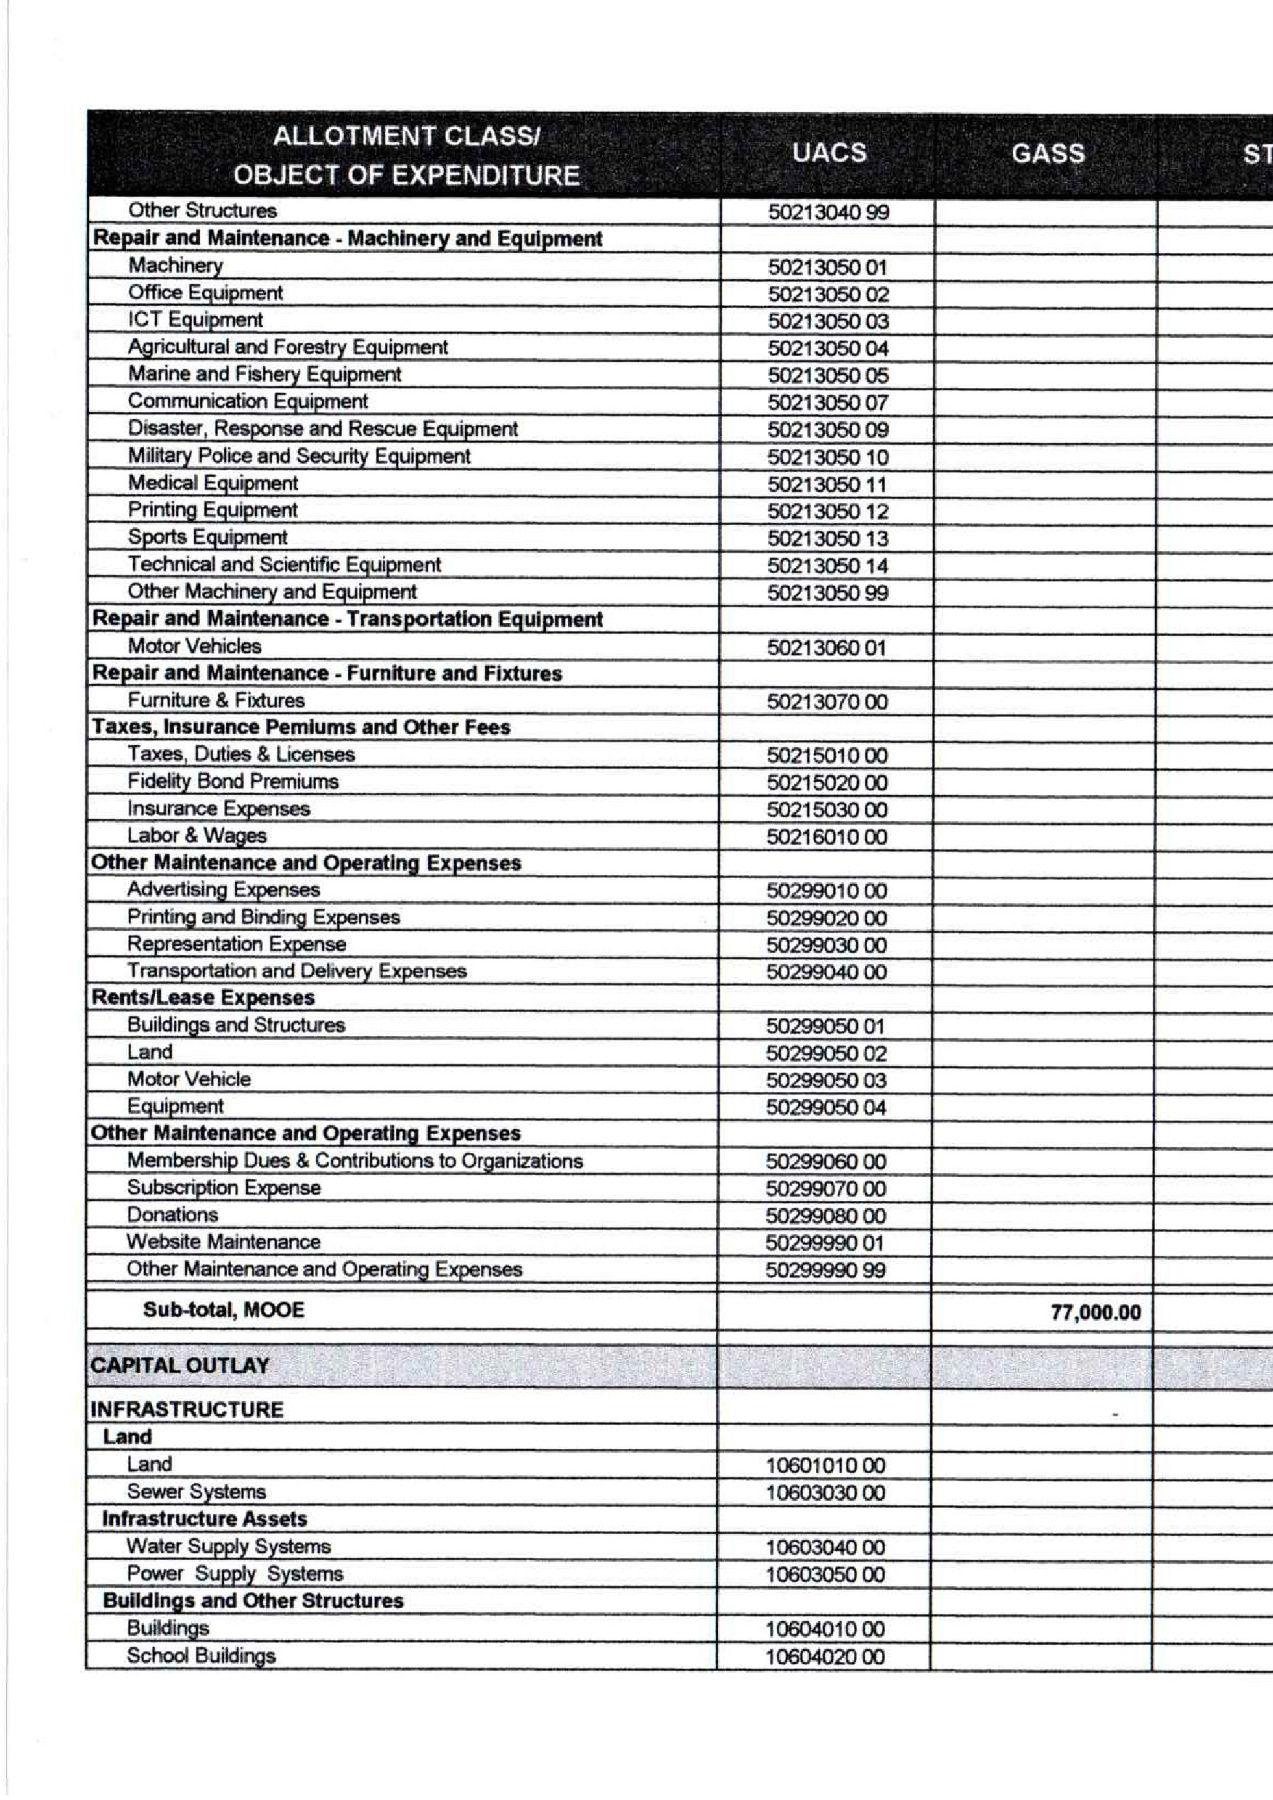 ALLOTMENT CLASS/
OBJECT OF EXPENDITURE UACS GASS ST
Other Structures 50213040 99
Repair and Maintenance - Machinery and Equipment
Machinery 50213050 01
Office Equipment 50213050 02
ICT Equipment 50213050 03
Agricultural and Forestry Equipment 50213050 04
Marine and Fishery Equipment 50213050 05
Communication Equipment 50213050 07
Disaster, Response and Rescue Equipment 50213050 09
Military Police and Security Equipment 50213050 10
Medical Equipment 50213050 11
Printing Equipment 50213050 12
Sports Equipment 50213050 13
Technical and Scientific Equipment 50213050 14
Other Machinery and Equipment 50213050 99
Repair and Maintenance - Transportation Equipment
Motor Vehicles 50213060 01
Repair and Maintenance - Furniture and Fixtures
Furniture & Fixtures 50213070 00
Taxes, Insurance Pemiums and Other Fees
Taxes, Duties & Licenses 50215010 00
Fidelity Bond Premiums 50215020 00
Insurance Expenses 50215030 00
Labor & Wages 50216010 00
Other Maintenance and Operating Expenses
Advertising Expenses 50299010 00
Printing and Binding Expenses 50299020 00
Representation Expense 50299030 00
Transportation and Delivery Expenses 50299040 00
Rents/Lease Expenses
Buildings and Structures 50299050 01
Land 50299050 02
Motor Vehicle 50299050 03
Equipment 50299050 04
Other Maintenance and Operating Expenses
Membership Dues & Contributions to Organizations 50299060 00
Subscription Expense 50299070 00
Donations 50299080 00
Website Maintenance 50299990 01
Other Maintenance and Operating Expenses 50299990 99
Sub-total, MOOE 77,000.00
CAPITAL OUTLAY
INFRASTRUCTURE -
Land
Land 10601010 00
Sewer Systems 10603030 00
Infrastructure Assets
Water Supply Systems 10603040 00
Power Supply Systems 10603050 00
Buildings and Other Structures
Buildings 10604010 00
School Buildings 10604020 00